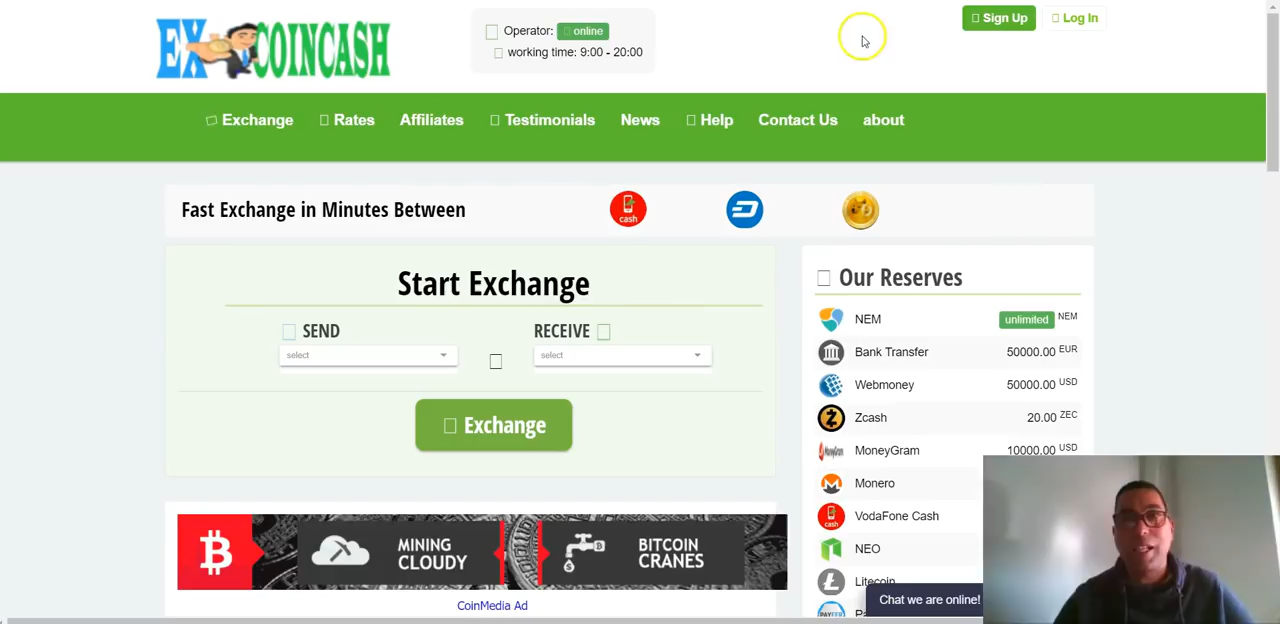 EXCOINCASH
Operator: online
working time: 9:00 - 20:00
Sign Up
Log In
Exchange
Rates
Affiliates
Testimonials
News
Help
Contact Us
about
Fast Exchange in Minutes Between
cash
Start Exchange
SEND
RECEIVE
select
select
Exchange
Our Reserves
NEM unlimited NEM
Bank Transfer 50000.00 EUR
Webmoney 50000.00 USD
Zcash 20.00 ZEC
MoneyGram 10000.00 USD
Monero
cash VodaFone Cash
NEO
Litecoin
MINING
CLOUDY
BITCOIN
CRANES
CoinMedia Ad
Chat we are online!